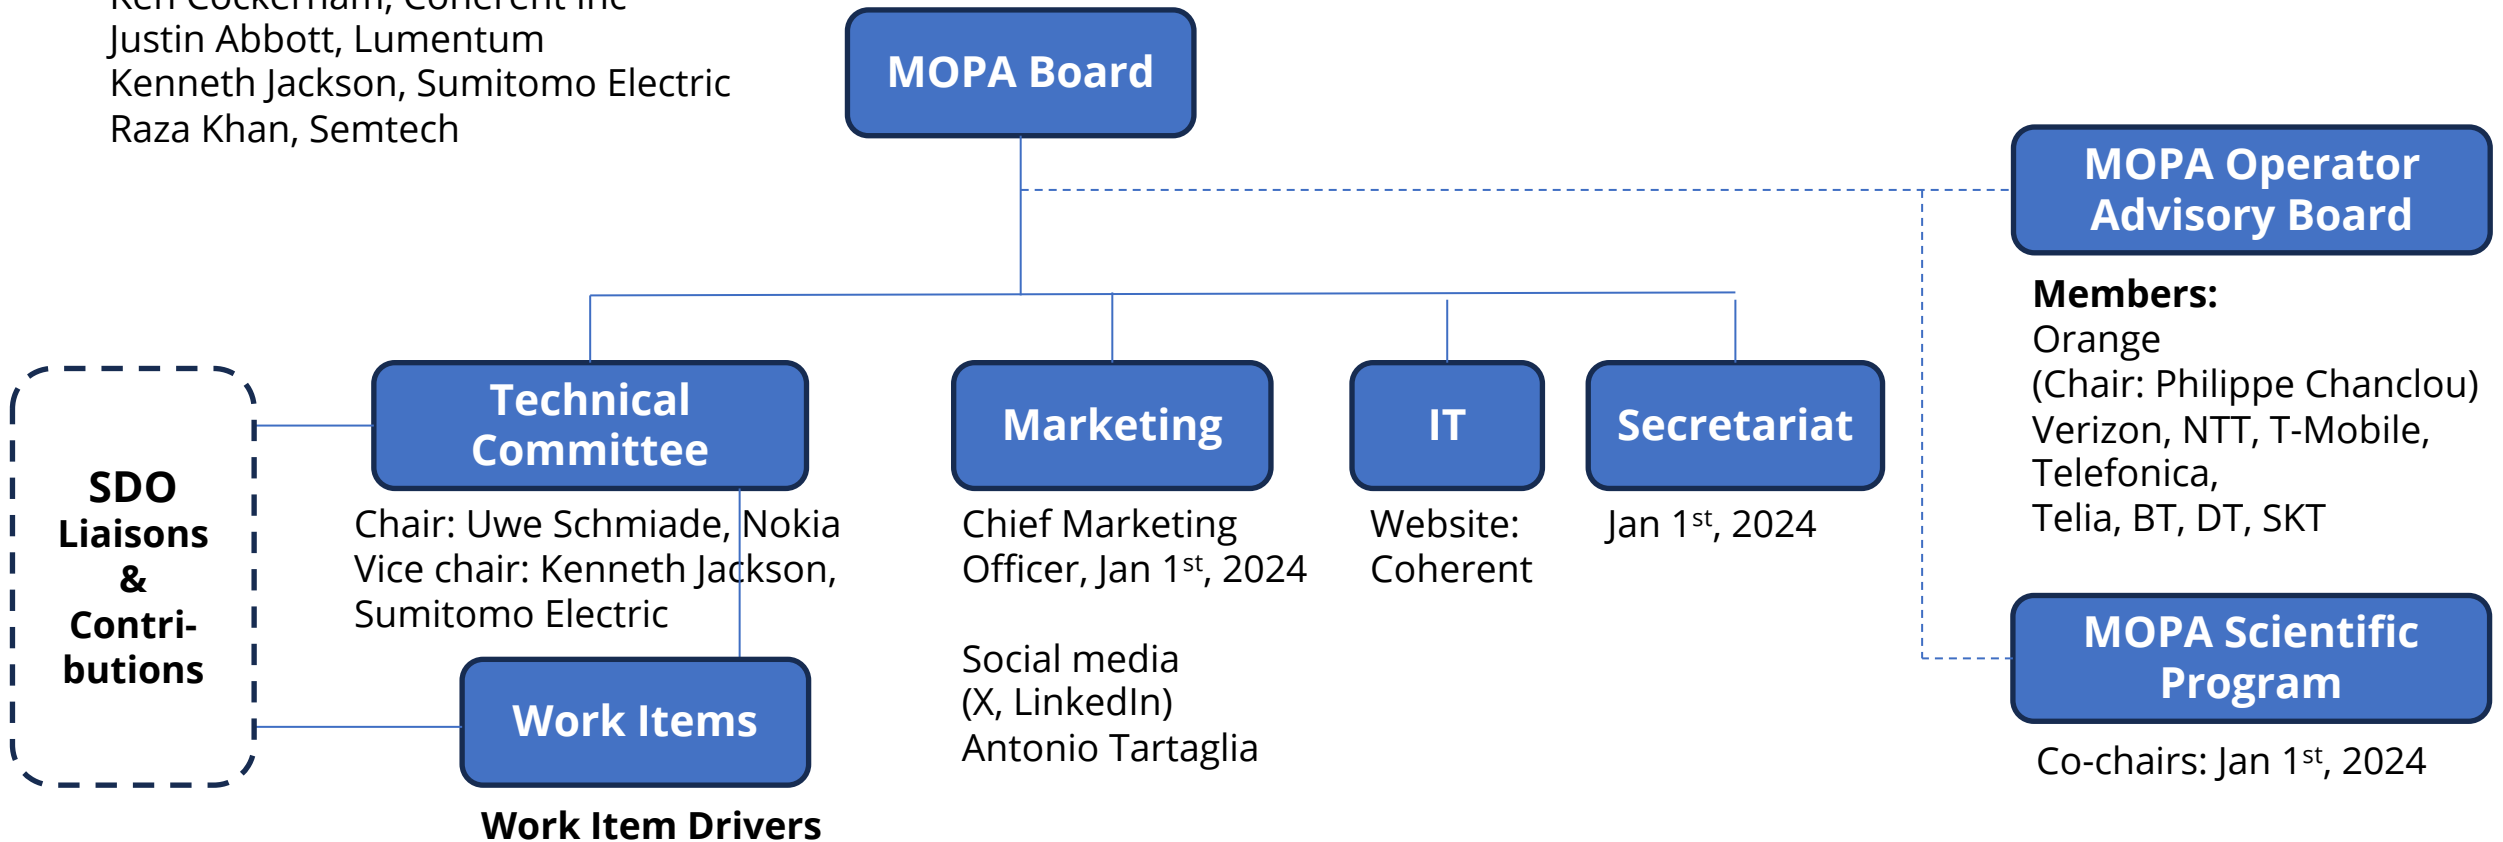 Ken Cockerham, Coherent Inc
Justin Abbott, Lumentum
Kenneth Jackson, Sumitomo Electric
Raza Khan, Semtech
MOPA Board
MOPA Operator
Advisory Board
Members:
Orange
(Chair: Philippe Chanclou)
Verizon, NTT, T-Mobile,
Telefonica,
Telia, BT, DT, SKT
Technical
Committee
Chair: Uwe Schmiade, Nokia
Vice chair: Kenneth Jackson,
Sumitomo Electric
Marketing
Chief Marketing
Officer, Jan 1st, 2024
Social media
(X, LinkedIn)
Antonio Tartaglia
IT
Website:
Coherent
Secretariat
Jan 1st, 2024
SDO
Liaisons
&
Contri-
butions
Work Items
Work Item Drivers
MOPA Scientific
Program
Co-chairs: Jan 1st, 2024